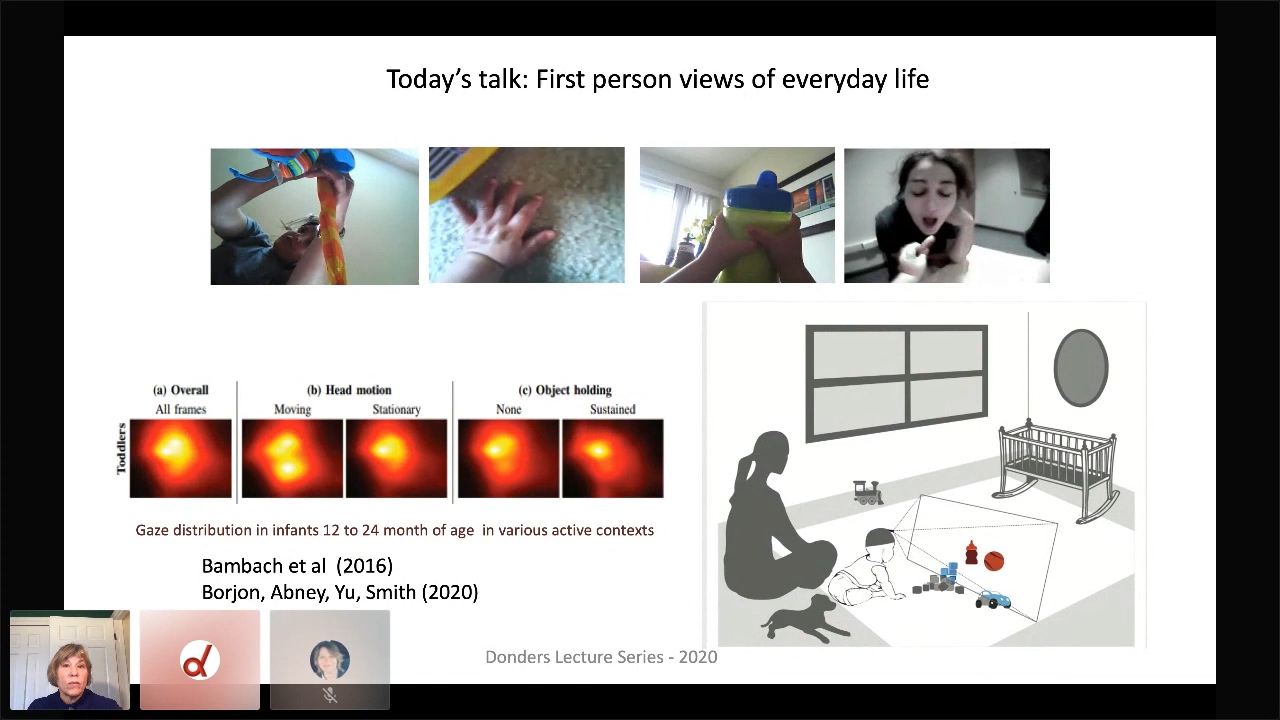 Today's talk: First person views of everyday life
(a) Overall
(b) Head motion
(c) Object holding
All frames
Moving
Stationary
None
Sustained
Toddlers
Gaze distribution in infants 12 to 24 month of age in various active contexts
Bambach et al (2016)
Borjon, Abney, Yu, Smith (2020)
Donders Lecture Series - 2020